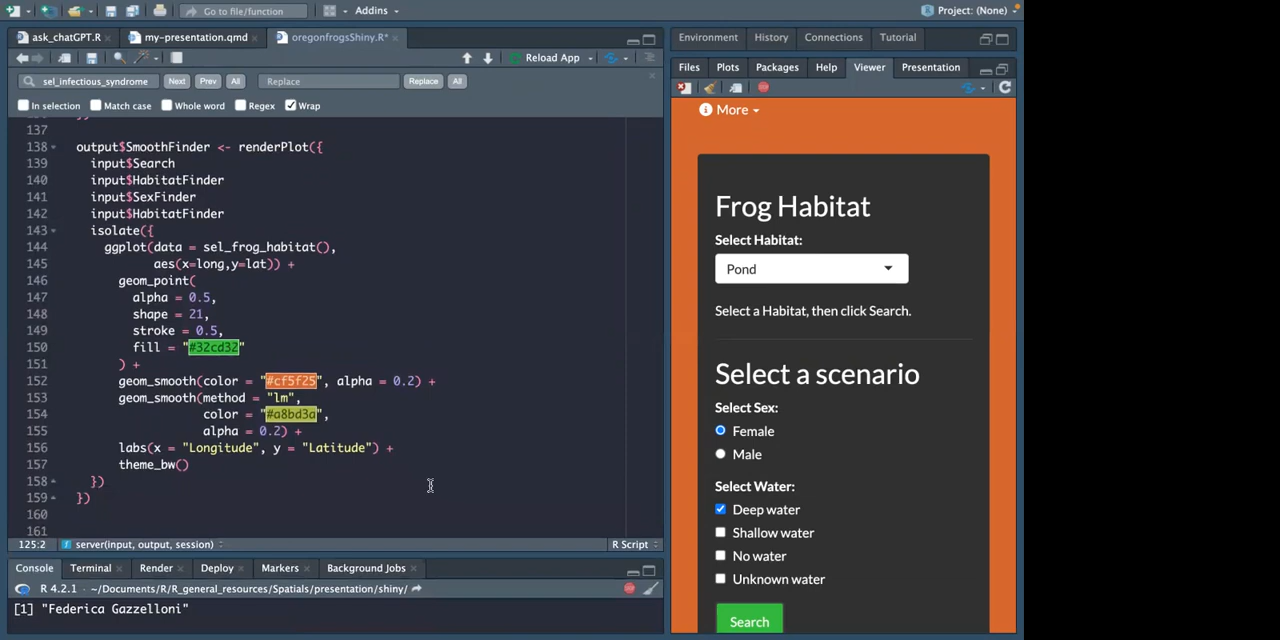 Go to file/function
Addins
Project: (None)
ask_chatGPT.R
my-presentation.qmd
oregonfrogsShiny.R*
Environment
History
Connections
Tutorial
Reload App
Files
Plots
Packages
Help
Viewer
Presentation
sel_infectious_syndrome
Next
Prev
All
Replace
Replace
All
In selection
Match case
Whole word
Regex
Wrap
137
138 output$SmoothFinder <- renderPlot({
139 input$Search
140 input$HabitatFinder
141 input$SexFinder
142 input$HabitatFinder
143 isolate({
144 ggplot(data = sel_frog_habitat(),
145 aes(x=long,y=lat)) +
146 geom_point(
147 alpha = 0.5,
148 shape = 21,
149 stroke = 0.5,
150 fill = "#32cd32"
151 ) +
152 geom_smooth(color = "#cf5f25", alpha = 0.2) +
153 geom_smooth(method = "lm",
154 color = "#a8bd3a",
155 alpha = 0.2) +
156 labs(x = "Longitude", y = "Latitude") +
157 theme_bw()
158 })
159 })
160
161
125:2
server(input, output, session)
R Script
Console
Terminal
Render
Deploy
Markers
Background Jobs
R 4.2.1 · ~/Documents/R/R_general_resources/Spatials/presentation/shiny/
[1] "Federica Gazzelloni"
More
Frog Habitat
Select Habitat:
Pond
Select a Habitat, then click Search.
Select a scenario
Select Sex:
Female
Male
Select Water:
Deep water
Shallow water
No water
Unknown water
Search